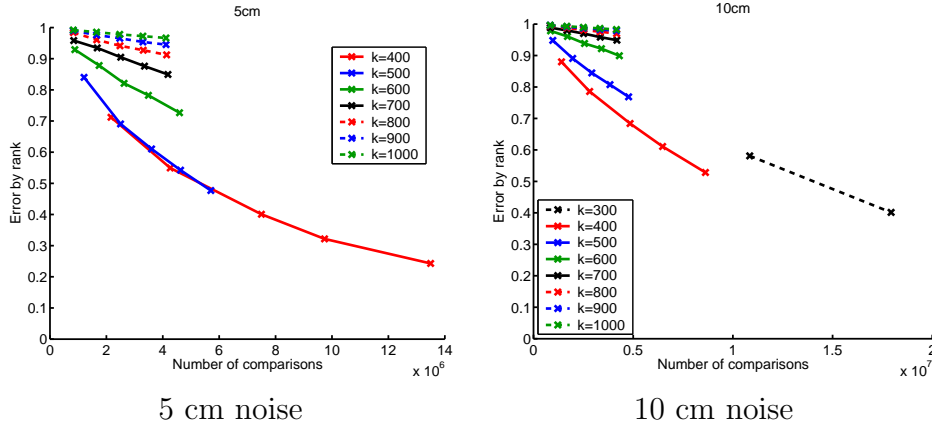 5cm
Error by rank
1
0.9
0.8
0.7
0.6
0.5
0.4
0.3
0.2
0.1
0
0 2 4 6 8 10 12 14
Number of comparisons
x 10^6
k=400
k=500
k=600
k=700
k=800
k=900
k=1000
5 cm noise
10cm
Error by rank
1
0.9
0.8
0.7
0.6
0.5
0.4
0.3
0.2
0.1
0
0 0.5 1 1.5 2
Number of comparisons
x 10^7
k=300
k=400
k=500
k=600
k=700
k=800
k=900
k=1000
10 cm noise